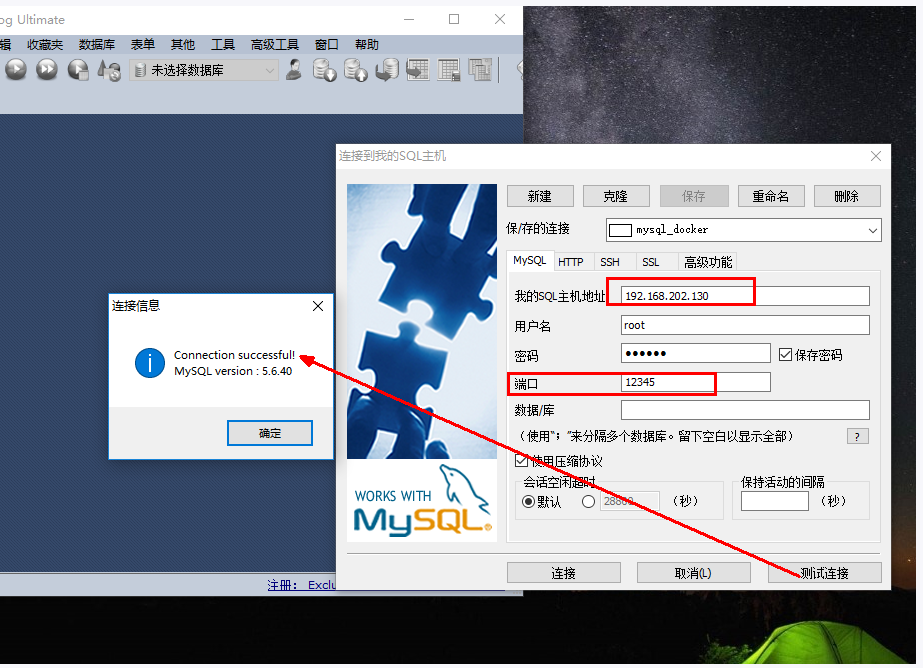 og Ultimate
辑 收藏夹 数据库 表单 其他 工具 高级工具 窗口 帮助
未选择数据库
连接到我的SQL主机
新建 克隆 保存 重命名 删除
保/存的连接 mysql_docker
MySQL HTTP SSH SSL 高级功能
我的SQL主机地址 192.168.202.130
用户名 root
密码 ●●●●●● 保存密码
端口 12345
数据/库
（使用“；”来分隔多个数据库。留下空白以显示全部） ?
使用压缩协议
会话空闲超时 保持活动的间隔
默认 28800 （秒） （秒）
连接 取消(L) 测试连接
WORKS WITH
MySQL®
连接信息
Connection successful!
MySQL version : 5.6.40
确定
注册： Exclu